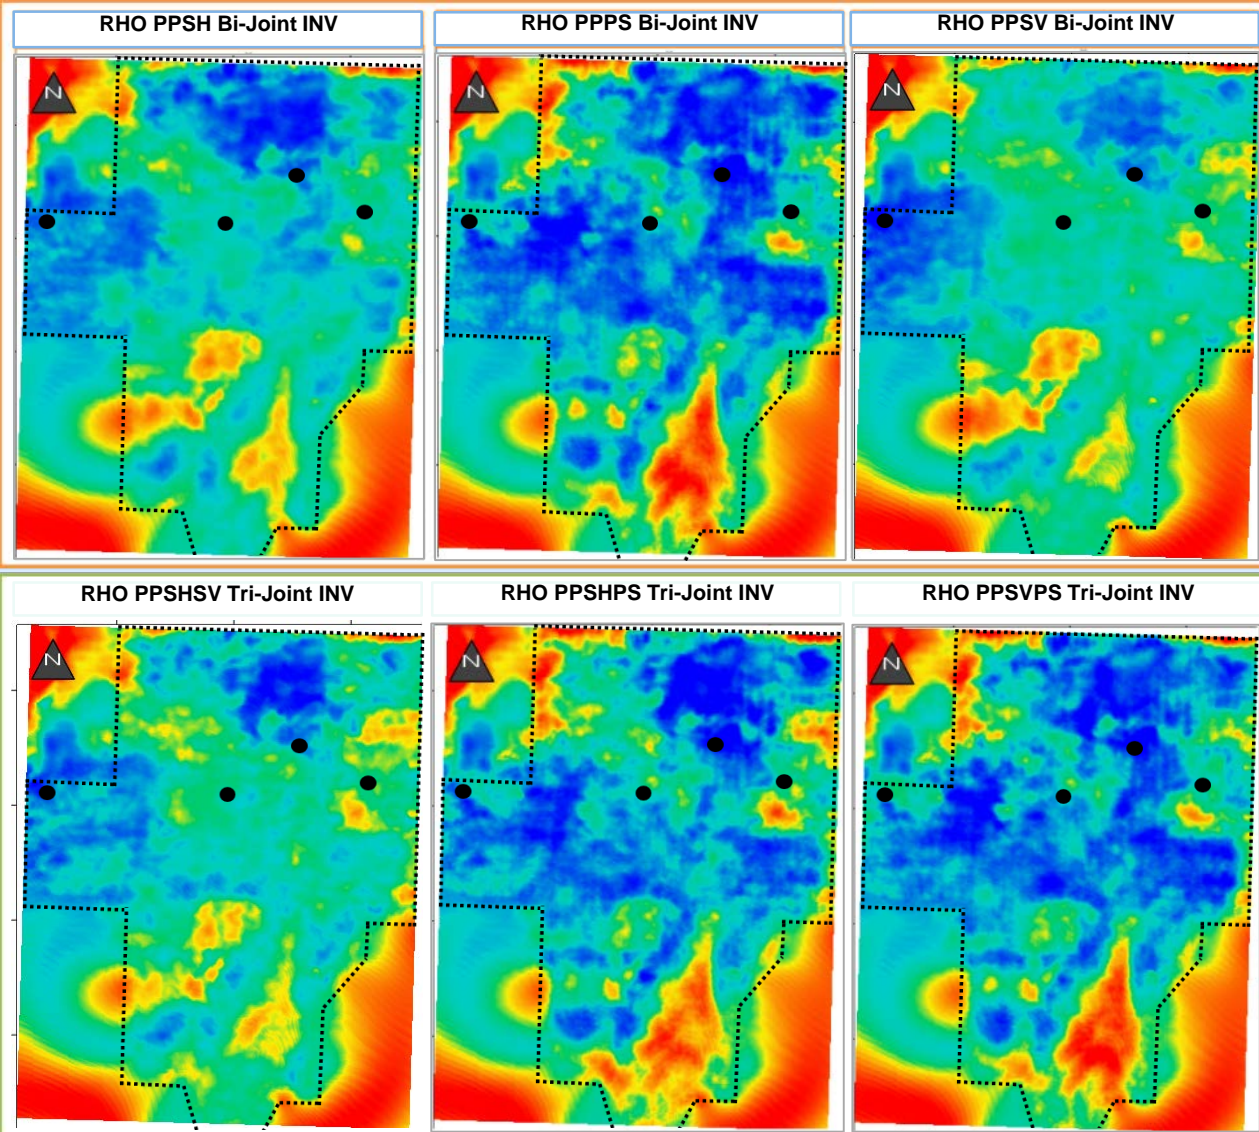 RHO PPSH Bi-Joint INV
RHO PPPS Bi-Joint INV
RHO PPSV Bi-Joint INV
N
N
N
RHO PPSHSV Tri-Joint INV
RHO PPSHPS Tri-Joint INV
RHO PPSVPS Tri-Joint INV
N
N
N